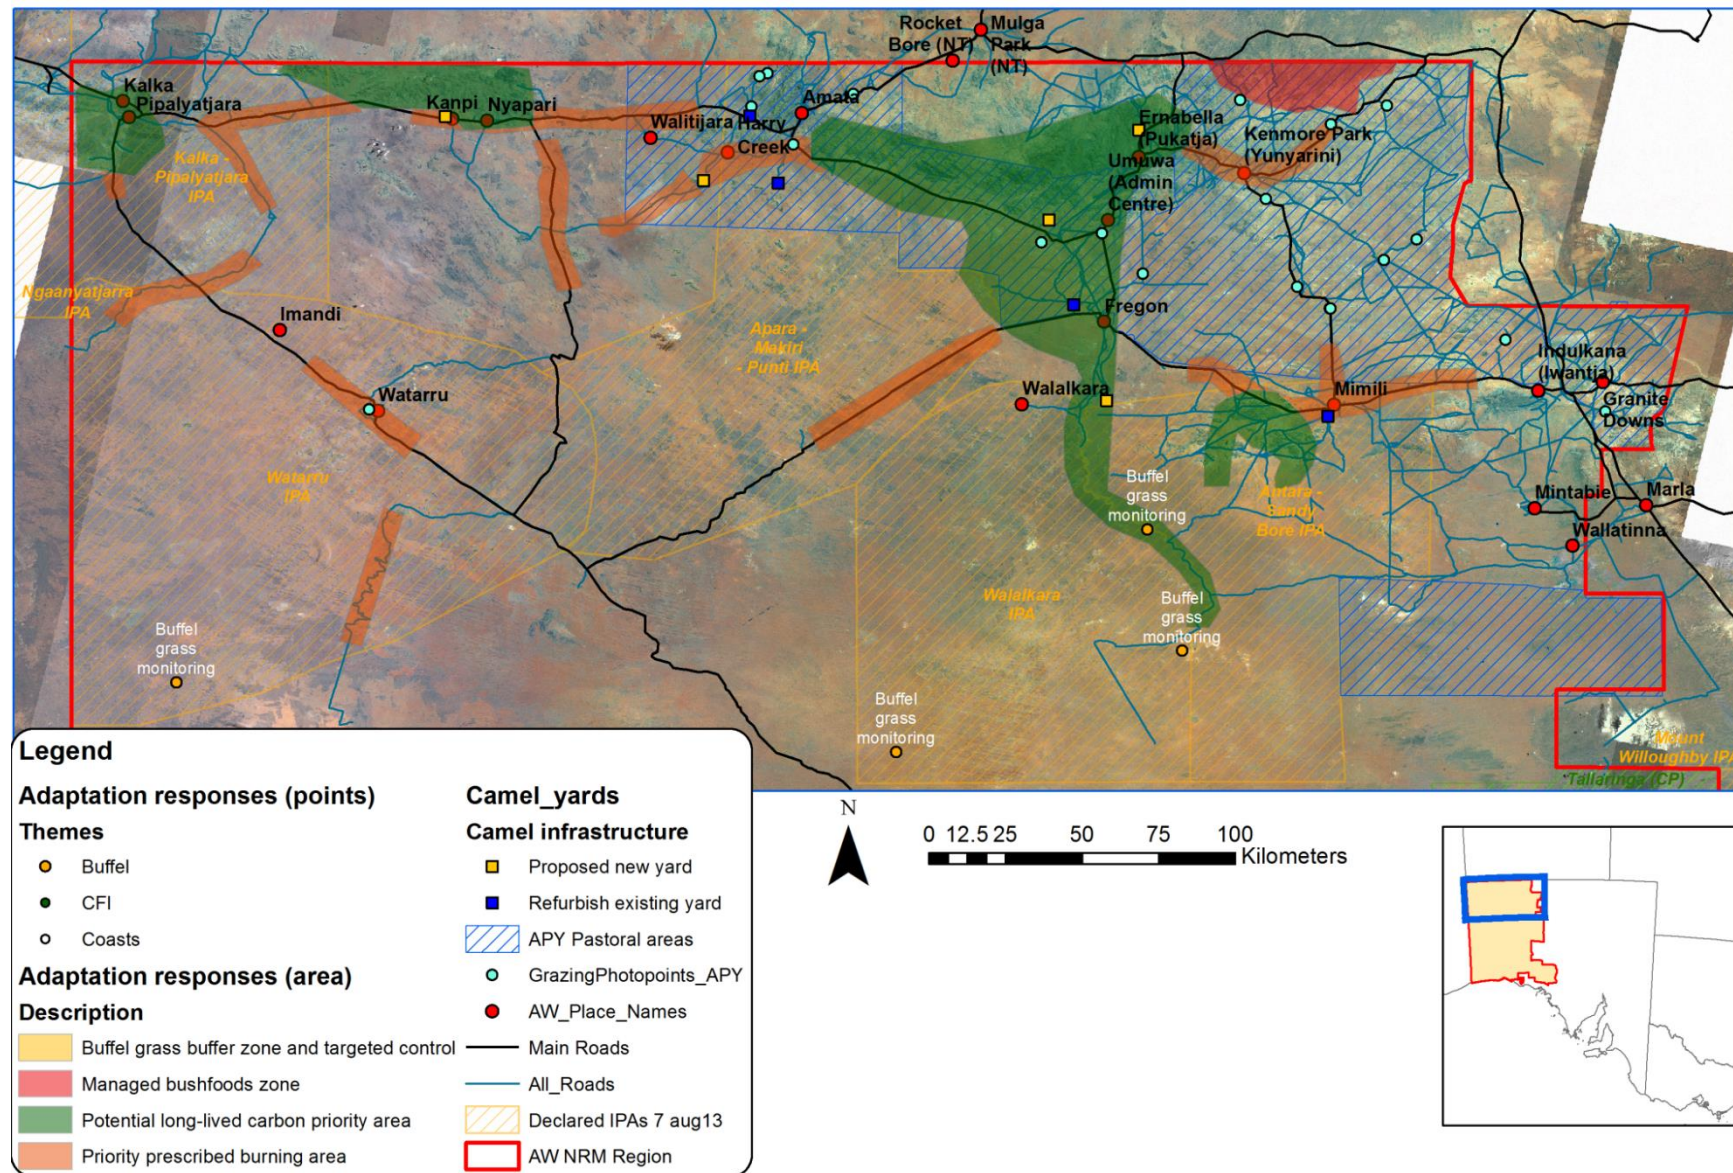 Rocket
Bore (NT)
Mulga
Park
(NT)
Kalka
Pipalyatjara
Kanpi
Nyapari
Amata
Walitijara
Harry
Creek
Ernabella
(Pukatja)
Umuwa
(Admin
Centre)
Kenmore Park
(Yunyarini)
Kalka -
Pipalyatjara
IPA
Ngaanyatjarra
IPA
Imandi
Apara -
Makiri
- Punti IPA
Fregon
Indulkana
(Iwantja)
Watarru
Walalkara
Mimili
Granite
Downs
Watarru
IPA
Buffel
grass
monitoring
Antara -
Sandy
Bore IPA
Mintabie
Marla
Wallatinna
Walalkara
IPA
Buffel
grass
monitoring
Buffel
grass
monitoring
Buffel
grass
monitoring
Mount
Willoughby IPA
Tallaringa (CP)
Legend
Adaptation responses (points)
Themes
Buffel
CFI
Coasts
Adaptation responses (area)
Description
Buffel grass buffer zone and targeted control
Managed bushfoods zone
Potential long-lived carbon priority area
Priority prescribed burning area
Camel_yards
Camel infrastructure
Proposed new yard
Refurbish existing yard
APY Pastoral areas
GrazingPhotopoints_APY
AW_Place_Names
Main Roads
All_Roads
Declared IPAs 7 aug13
AW NRM Region
N
0 12.5 25 50 75 100
Kilometers